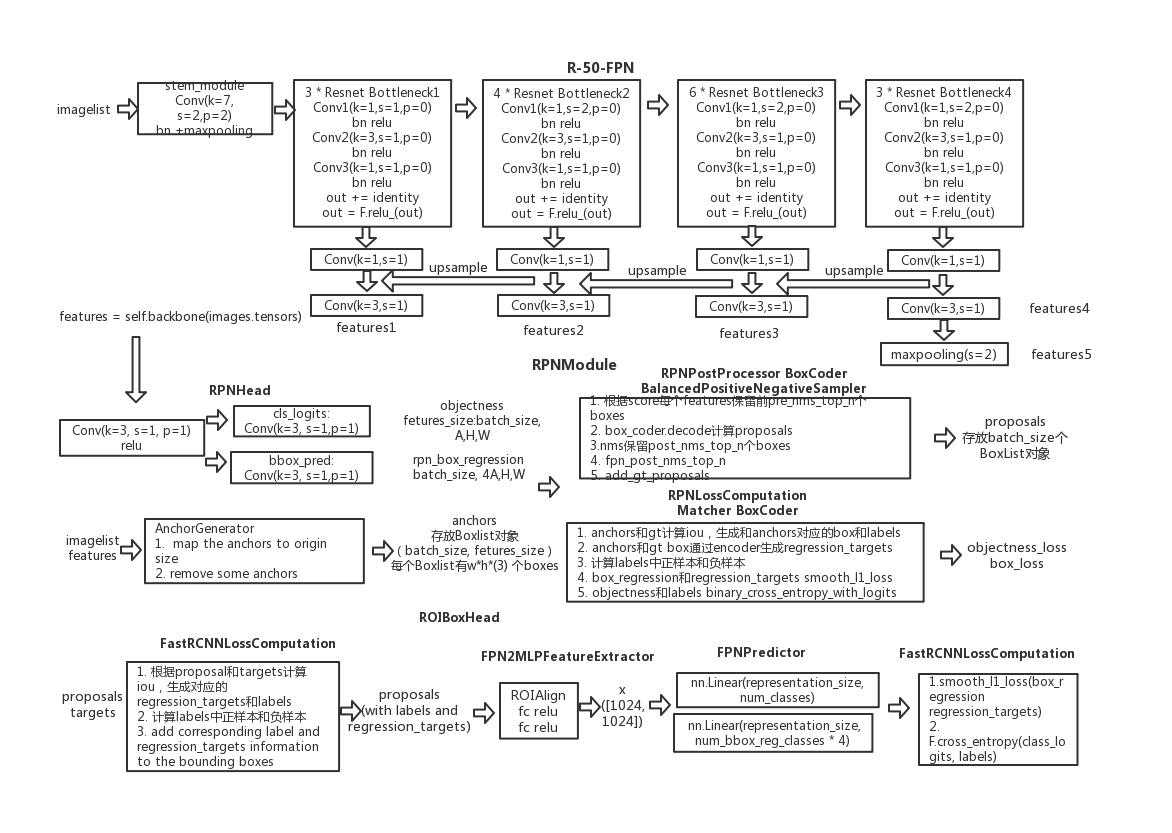 R-50-FPN
imagelist
stem_module
Conv(k=7,
s=2,p=2)
bn +maxpooling
3 * Resnet Bottleneck1
Conv1(k=1,s=1,p=0)
bn relu
Conv2(k=3,s=1,p=0)
bn relu
Conv3(k=1,s=1,p=0)
bn relu
out += identity
out = F.relu_(out)
4 * Resnet Bottleneck2
Conv1(k=1,s=2,p=0)
bn relu
Conv2(k=3,s=1,p=0)
bn relu
Conv3(k=1,s=1,p=0)
bn relu
out += identity
out = F.relu_(out)
6 * Resnet Bottleneck3
Conv1(k=1,s=2,p=0)
bn relu
Conv2(k=3,s=1,p=0)
bn relu
Conv3(k=1,s=1,p=0)
bn relu
out += identity
out = F.relu_(out)
3 * Resnet Bottleneck4
Conv1(k=1,s=2,p=0)
bn relu
Conv2(k=3,s=1,p=0)
bn relu
Conv3(k=1,s=1,p=0)
bn relu
out += identity
out = F.relu_(out)
Conv(k=1,s=1)
Conv(k=1,s=1)
Conv(k=1,s=1)
Conv(k=1,s=1)
upsample
upsample
upsample
Conv(k=3,s=1)
Conv(k=3,s=1)
Conv(k=3,s=1)
Conv(k=3,s=1)
features4
features1
features2
features3
maxpooling(s=2)
features5
features = self.backbone(images.tensors)
RPNModule
RPNHead
Conv(k=3, s=1, p=1)
relu
cls_logits:
Conv(k=3, s=1,p=1)
bbox_pred:
Conv(k=3, s=1,p=1)
objectness
fetures_size:batch_size,
A,H,W
rpn_box_regression
batch_size, 4A,H,W
RPNPostProcessor BoxCoder
BalancedPositiveNegativeSampler
1. 根据score每个features保留前pre_nms_top_n个
boxes
2. box_coder.decode计算proposals
3.nms保留post_nms_top_n个boxes
4. fpn_post_nms_top_n
5. add_gt_proposals
proposals
存放batch_size个
BoxList对象
imagelist
features
AnchorGenerator
1. map the anchors to origin
size
2. remove some anchors
anchors
存放Boxlist对象
( batch_size, fetures_size )
每个Boxlist有w*h*(3) 个boxes
RPNLossComputation
Matcher BoxCoder
1. anchors和gt计算iou，生成和anchors对应的box和labels
2. anchors和gt box通过encoder生成regression_targets
3. 计算labels中正样本和负样本
4. box_regression和regression_targets smooth_l1_loss
5. objectness和labels binary_cross_entropy_with_logits
objectness_loss
box_loss
ROIBoxHead
proposals
targets
FastRCNNLossComputation
1. 根据proposal和targets计算
iou，生成对应的
regression_targets和labels
2. 计算labels中正样本和负样本
3. add corresponding label and
regression_targets information
to the bounding boxes
proposals
(with labels and
regression_targets)
FPN2MLPFeatureExtractor
ROIAlign
fc relu
fc relu
x
([1024,
1024])
FPNPredictor
nn.Linear(representation_size,
num_classes)
nn.Linear(representation_size,
num_bbox_reg_classes * 4)
FastRCNNLossComputation
1.smooth_l1_loss(box_r
egression
regression_targets)
2.
F.cross_entropy(class_lo
gits, labels)